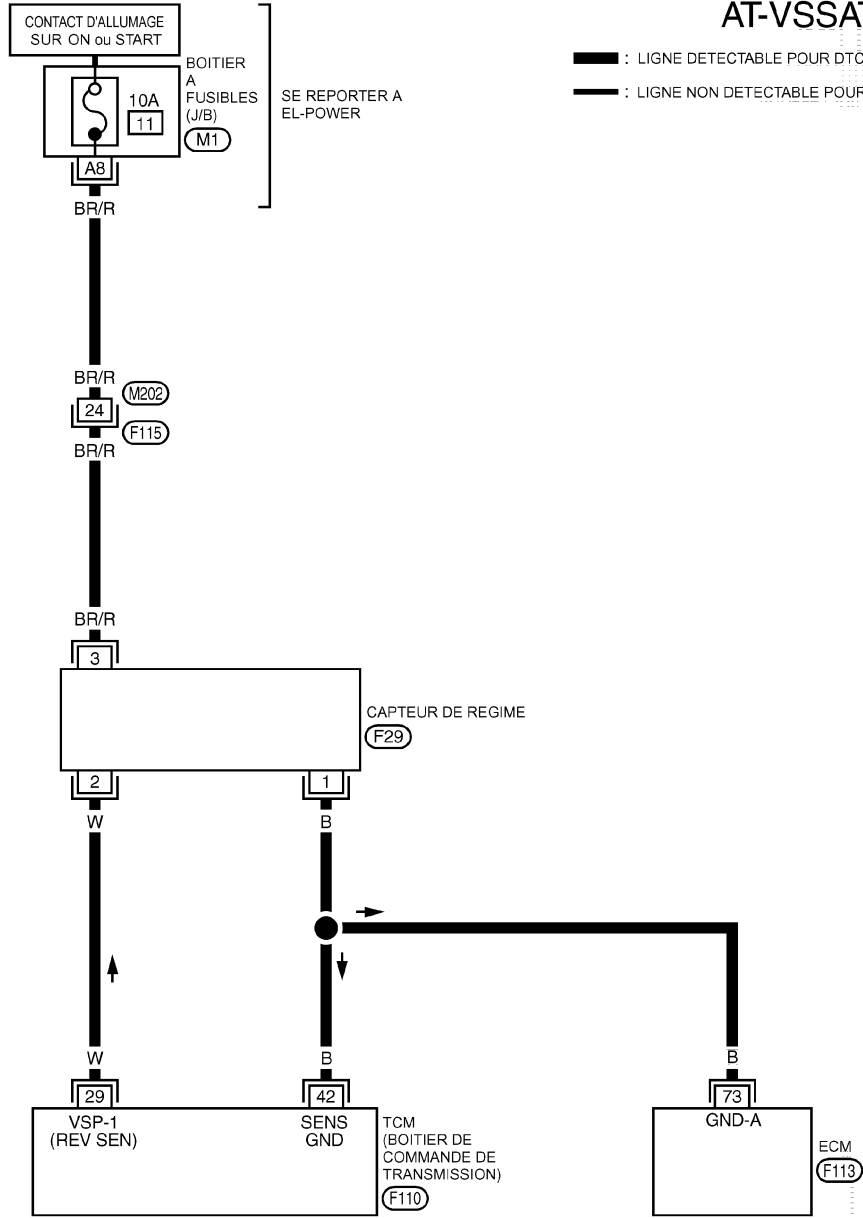 CONTACT D'ALLUMAGE
SUR ON ou START
AT-VSSA
: LIGNE DETECTABLE POUR DTC
: LIGNE NON DETECTABLE POUR
BOITIER
A
FUSIBLES
(J/B)
M1
10A
11
SE REPORTER A
EL-POWER
A8
BR/R
BR/R
M202
24
F115
BR/R
BR/R
3
CAPTEUR DE REGIME
F29
2
1
W
B
W
B
B
29
42
73
VSP-1
(REV SEN)
SENS
GND
TCM
(BOITIER DE
COMMANDE DE
TRANSMISSION)
F110
GND-A
ECM
F113